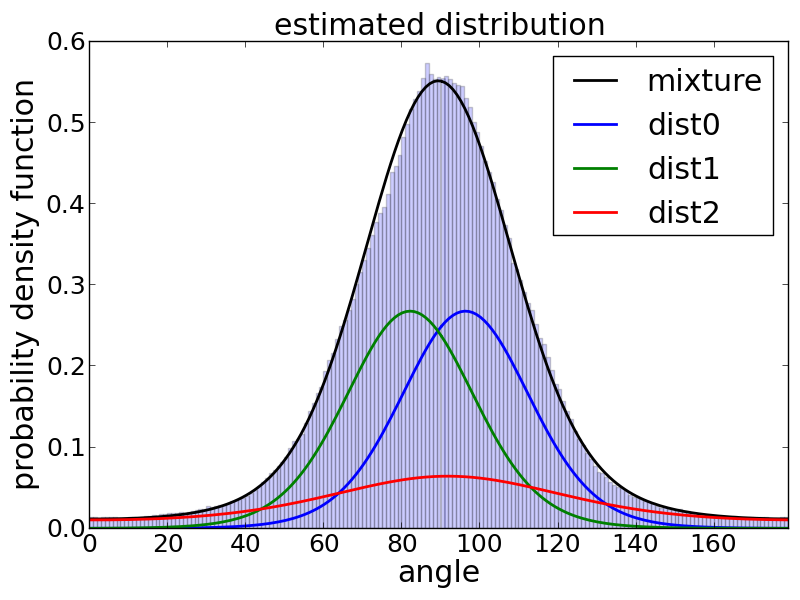 estimated distribution
probability density function
0.6
0.5
0.4
0.3
0.2
0.1
0.0
mixture
dist0
dist1
dist2
0 20 40 60 80 100 120 140 160
angle